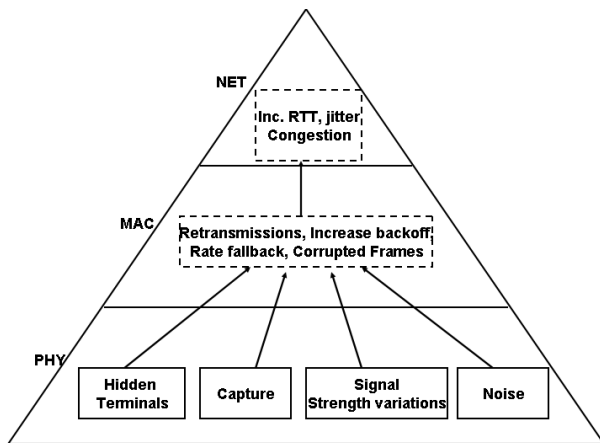 NET
Inc. RTT, jitter
Congestion
MAC
Retransmissions, Increase backoff,
Rate fallback, Corrupted Frames
PHY
Hidden
Terminals
Capture
Signal
Strength variations
Noise